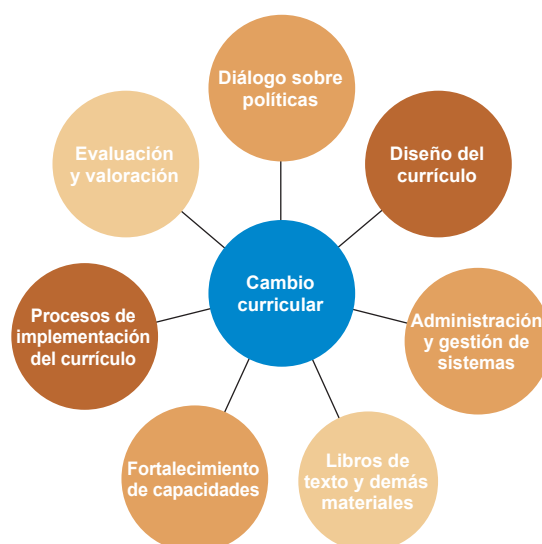 Diálogo sobre
políticas
Diseño del
currículo
Administración
y gestión de
sistemas
Libros de
texto y demás
materiales
Fortalecimiento
de capacidades
Procesos de
implementación
del currículo
Evaluación
y valoración
Cambio
curricular